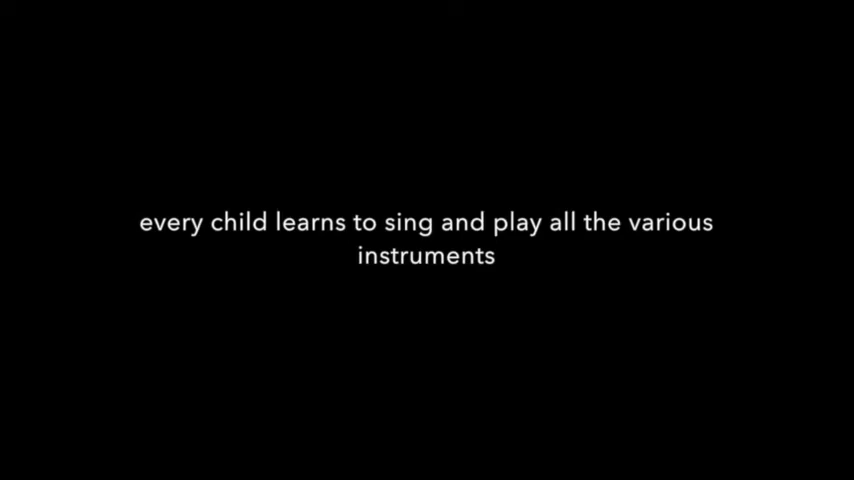 every child learns to sing and play all the various
instruments